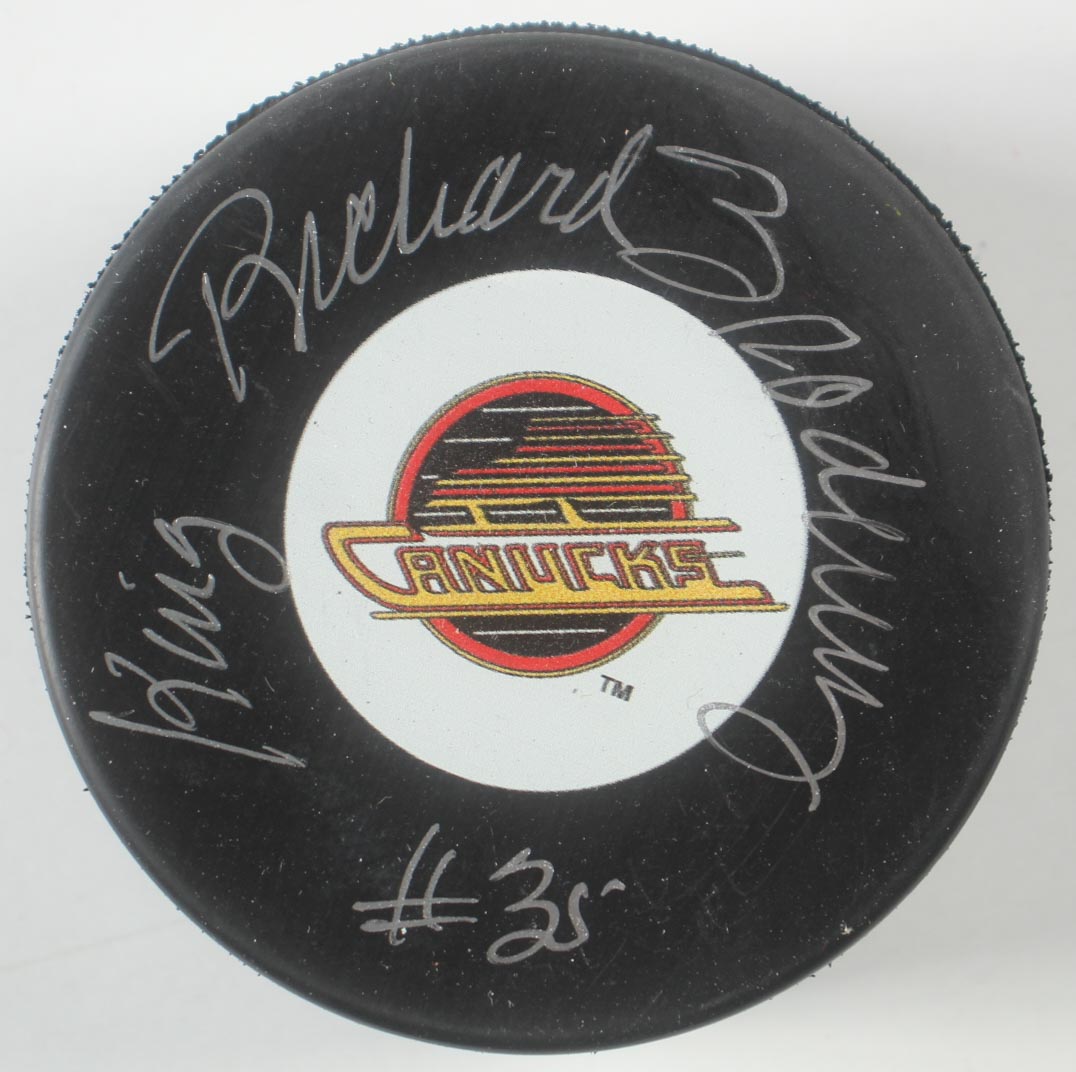 King Richard Brodeur
#35
CANUCKS
TM